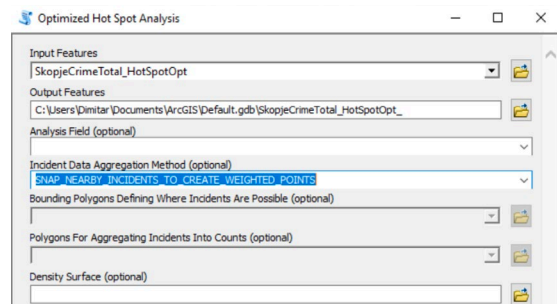 Optimized Hot Spot Analysis
Input Features
SkopjeCrimeTotal_HotSpotOpt
Output Features
C:\Users\Dimitar\Documents\ArcGIS\Default.gdb\SkopjeCrimeTotal_HotSpotOpt_
Analysis Field (optional)
Incident Data Aggregation Method (optional)
SNAP_NEARBY_INCIDENTS_TO_CREATE_WEIGHTED_POINTS
Bounding Polygons Defining Where Incidents Are Possible (optional)
Polygons For Aggregating Incidents Into Counts (optional)
Density Surface (optional)